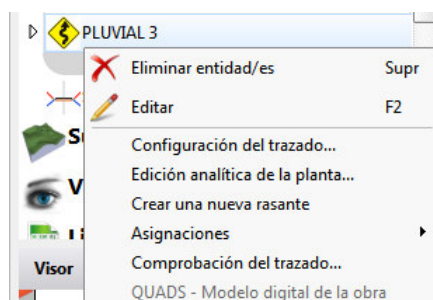 PLUVIAL 3
Eliminar entidad/es Supr
Editar F2
Configuración del trazado...
Edición analítica de la planta...
Crear una nueva rasante
Asignaciones
Visor Comprobación del trazado...
QUADS - Modelo digital de la obra